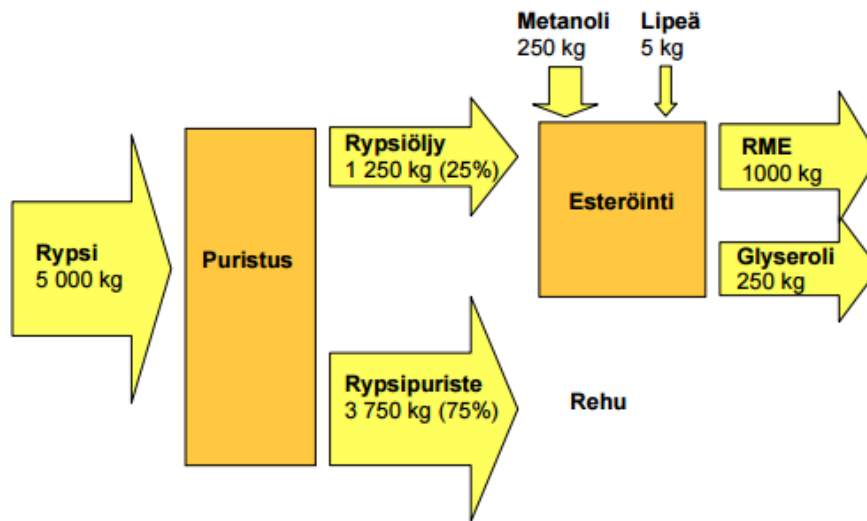 Metanoli
250 kg
Lipeä
5 kg
Rypsiöljy
1 250 kg (25%)
RME
1000 kg
Esteröinti
Rypsi
5 000 kg
Puristus
Glyseroli
250 kg
Rypsipuriste
3 750 kg (75%)
Rehu